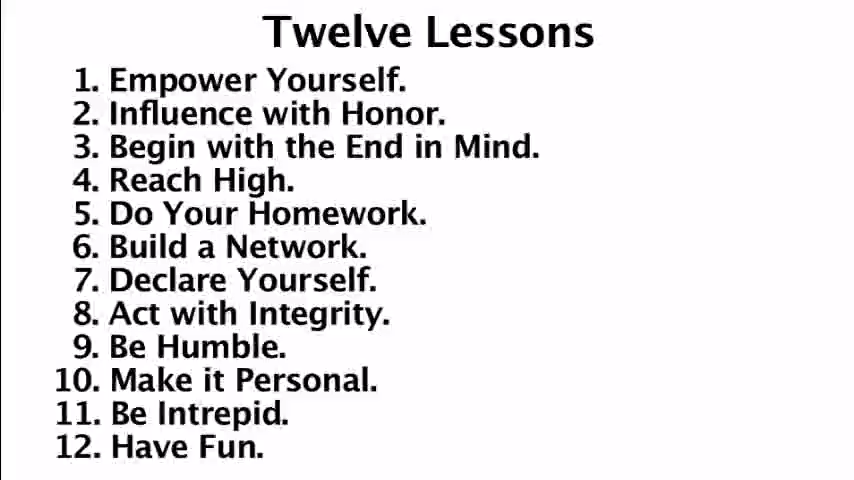 Twelve Lessons
1. Empower Yourself.
2. Influence with Honor.
3. Begin with the End in Mind.
4. Reach High.
5. Do Your Homework.
6. Build a Network.
7. Declare Yourself.
8. Act with Integrity.
9. Be Humble.
10. Make it Personal.
11. Be Intrepid.
12. Have Fun.